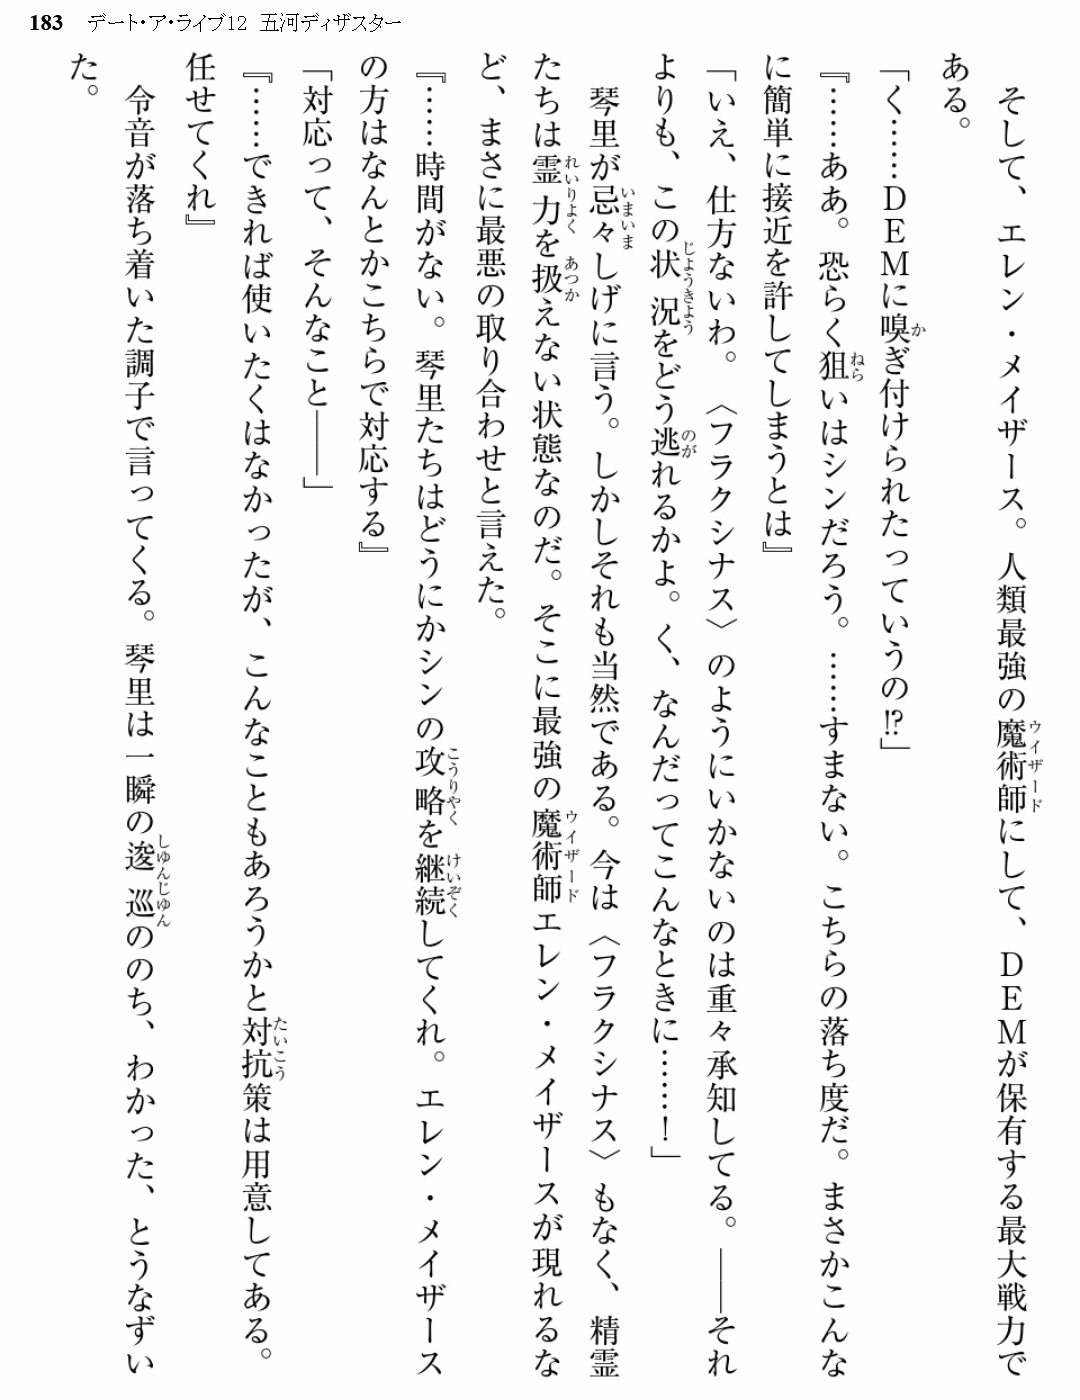 183 デート・ア・ライブ12 五河ディザスター
そして、エレン・メイザース。人類最強の魔術師にして、ＤＥＭが保有する最大戦力で
ある。
「く……ＤＥＭに嗅ぎ付けられたっていうの⁉」
『……ああ。恐らく狙いはシンだろう。……すまない。こちらの落ち度だ。まさかこんな
に簡単に接近を許してしまうとは』
「いえ、仕方ないわ。〈フラクシナス〉のようにいかないのは重々承知してる。――それ
よりも、この状況をどう逃れるかよ。く、なんだってこんなときに……！」
琴里が忌々しげに言う。しかしそれも当然である。今は〈フラクシナス〉もなく、精霊
たちは霊力を扱えない状態なのだ。そこに最強の魔術師エレン・メイザースが現れるな
ど、まさに最悪の取り合わせと言えた。
『……時間がない。琴里たちはどうにかシンの攻略を継続してくれ。エレン・メイザース
の方はなんとかこちらで対応する』
「対応って、そんなこと――」
『……できれば使いたくはなかったが、こんなこともあろうかと対抗策は用意してある。
任せてくれ』
令音が落ち着いた調子で言ってくる。琴里は一瞬の逡巡ののち、わかった、とうなずい
た。